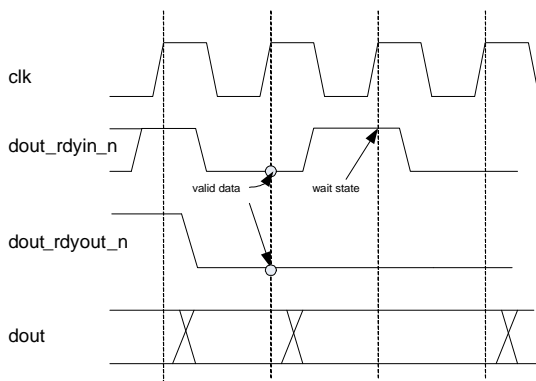 clk
dout_rdyin_n
valid data
wait state
dout_rdyout_n
dout